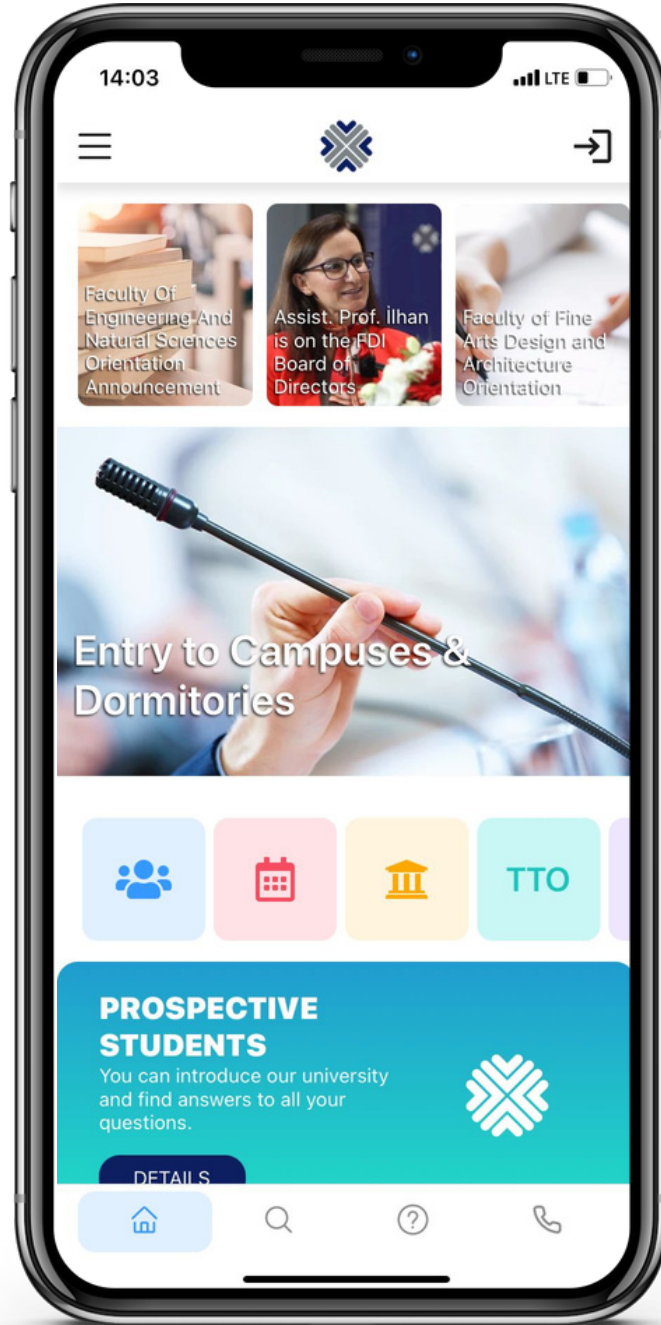 14:03
LTE
Faculty Of
Engineering And
Natural Sciences
Orientation
Announcement
Assist. Prof. İlhan
is on the FDI
Board of
Directors
Faculty of Fine
Arts Design and
Architecture
Orientation
Entry to Campuses &
Dormitories
TTO
PROSPECTIVE
STUDENTS
You can introduce our university
and find answers to all your
questions.
DETAILS